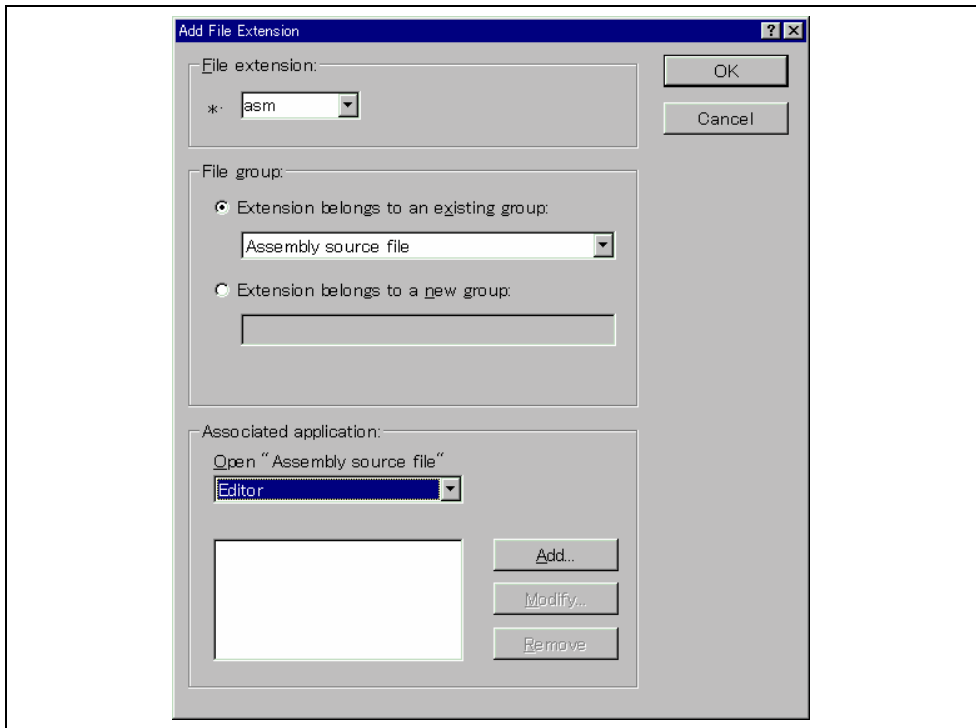 Add File Extension
File extension:
*. asm
OK
Cancel
File group:
Extension belongs to an existing group:
Assembly source file
Extension belongs to a new group:
Associated application:
Open "Assembly source file"
Editor
Add...
Modify...
Remove